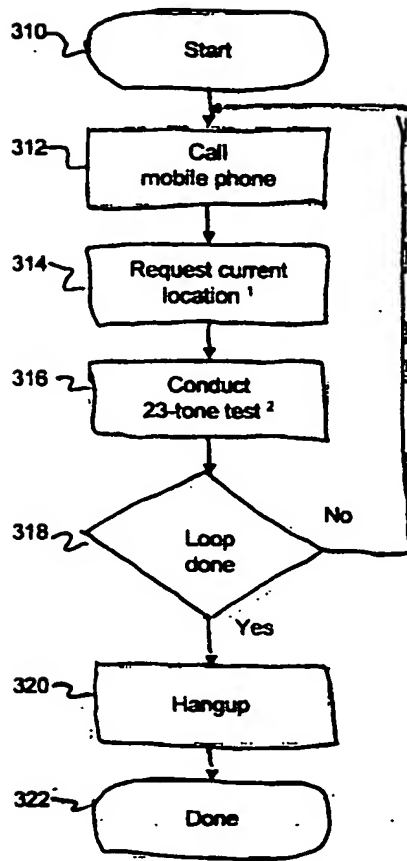 310
Start
312
Call
mobile phone
314
Request current
location ¹
316
Conduct
23-tone test ²
318
Loop
done
No
Yes
320
Hangup
322
Done